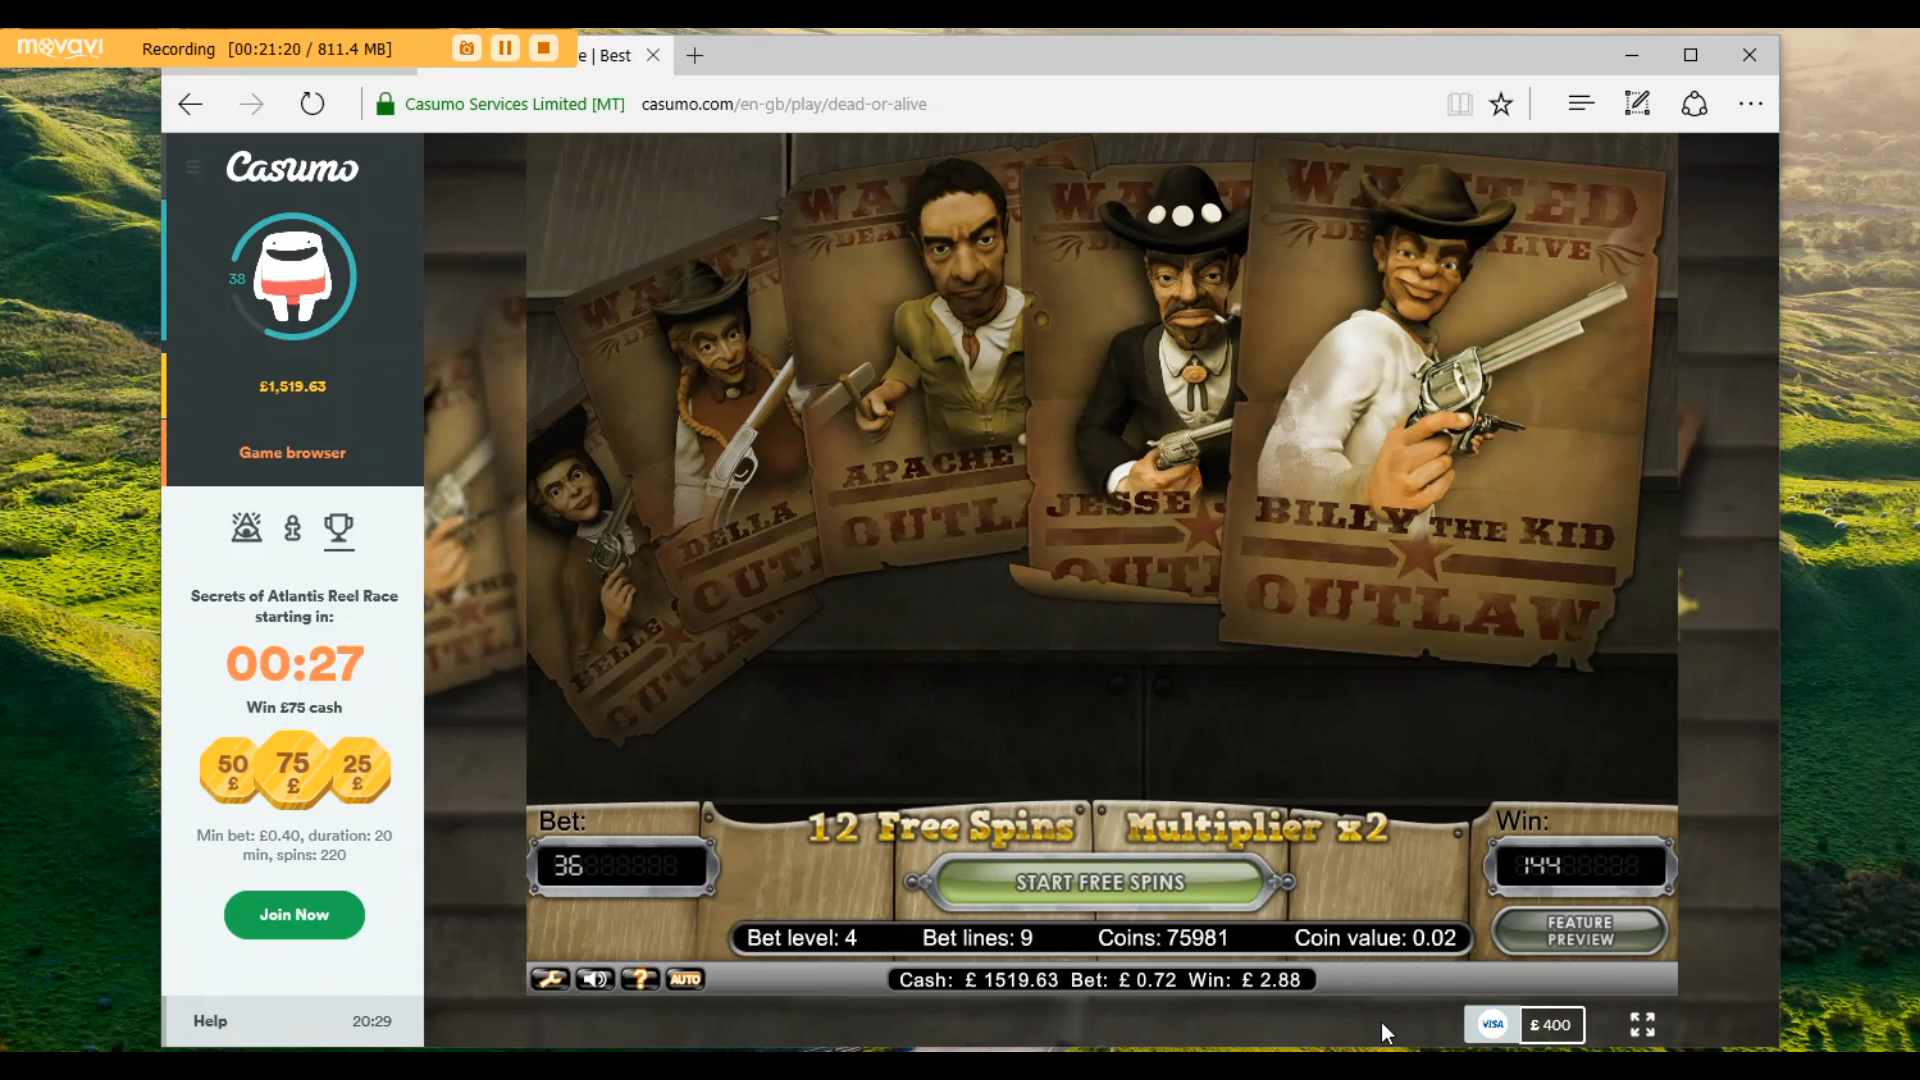 movavi
Recording [00:21:20 / 811.4 MB]
e | Best
Casumo Services Limited [MT] casumo.com/en-gb/play/dead-or-alive
Casumo
38
£1,519.63
Game browser
Secrets of Atlantis Reel Race
starting in:
00:27
Win £75 cash
50 £
75 £
25 £
Min bet: £0.40, duration: 20
min, spins: 220
Join Now
Help
20:29
BELLE
OUTLAW
DELLA
OUTL
APACHE
OUTL
JESSE
OUTL
WANTED
BILLY THE KID
OUTLAW
Bet:
36
12 Free Spins Multiplier x2
START FREE SPINS
Win:
144
FEATURE
PREVIEW
Bet level: 4 Bet lines: 9 Coins: 75981 Coin value: 0.02
AUTO
Cash: £ 1519.63 Bet: £ 0.72 Win: £ 2.88
VISA
£ 400